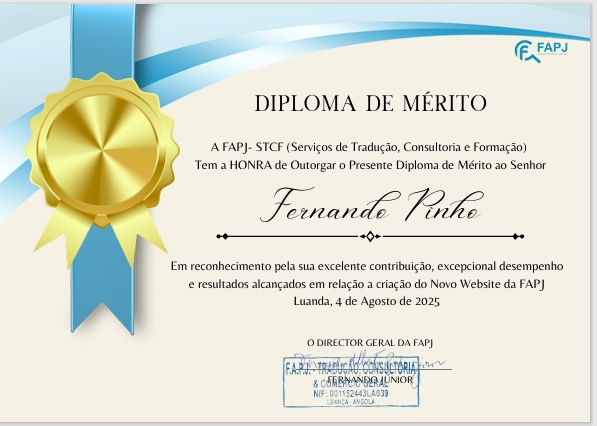 FAPJ
DIPLOMA DE MÉRITO
A FAPJ- STCF (Serviços de Tradução, Consultoria e Formação)
Tem a HONRA de Outorgar o Presente Diploma de Mérito ao Senhor
Fernando Pinho
Em reconhecimento pela sua excelente contribuição, excepcional desempenho
e resultados alcançados em relação a criação do Novo Website da FAPJ
Luanda, 4 de Agosto de 2025
O DIRECTOR GERAL DA FAPJ
F.A.P.J. - TRADUÇÃO, CONSULTORIA
FERNANDO JÚNIOR
& COMÉRCIO GERAL
NIF: 001152443LA039
LUANDA - ANGOLA